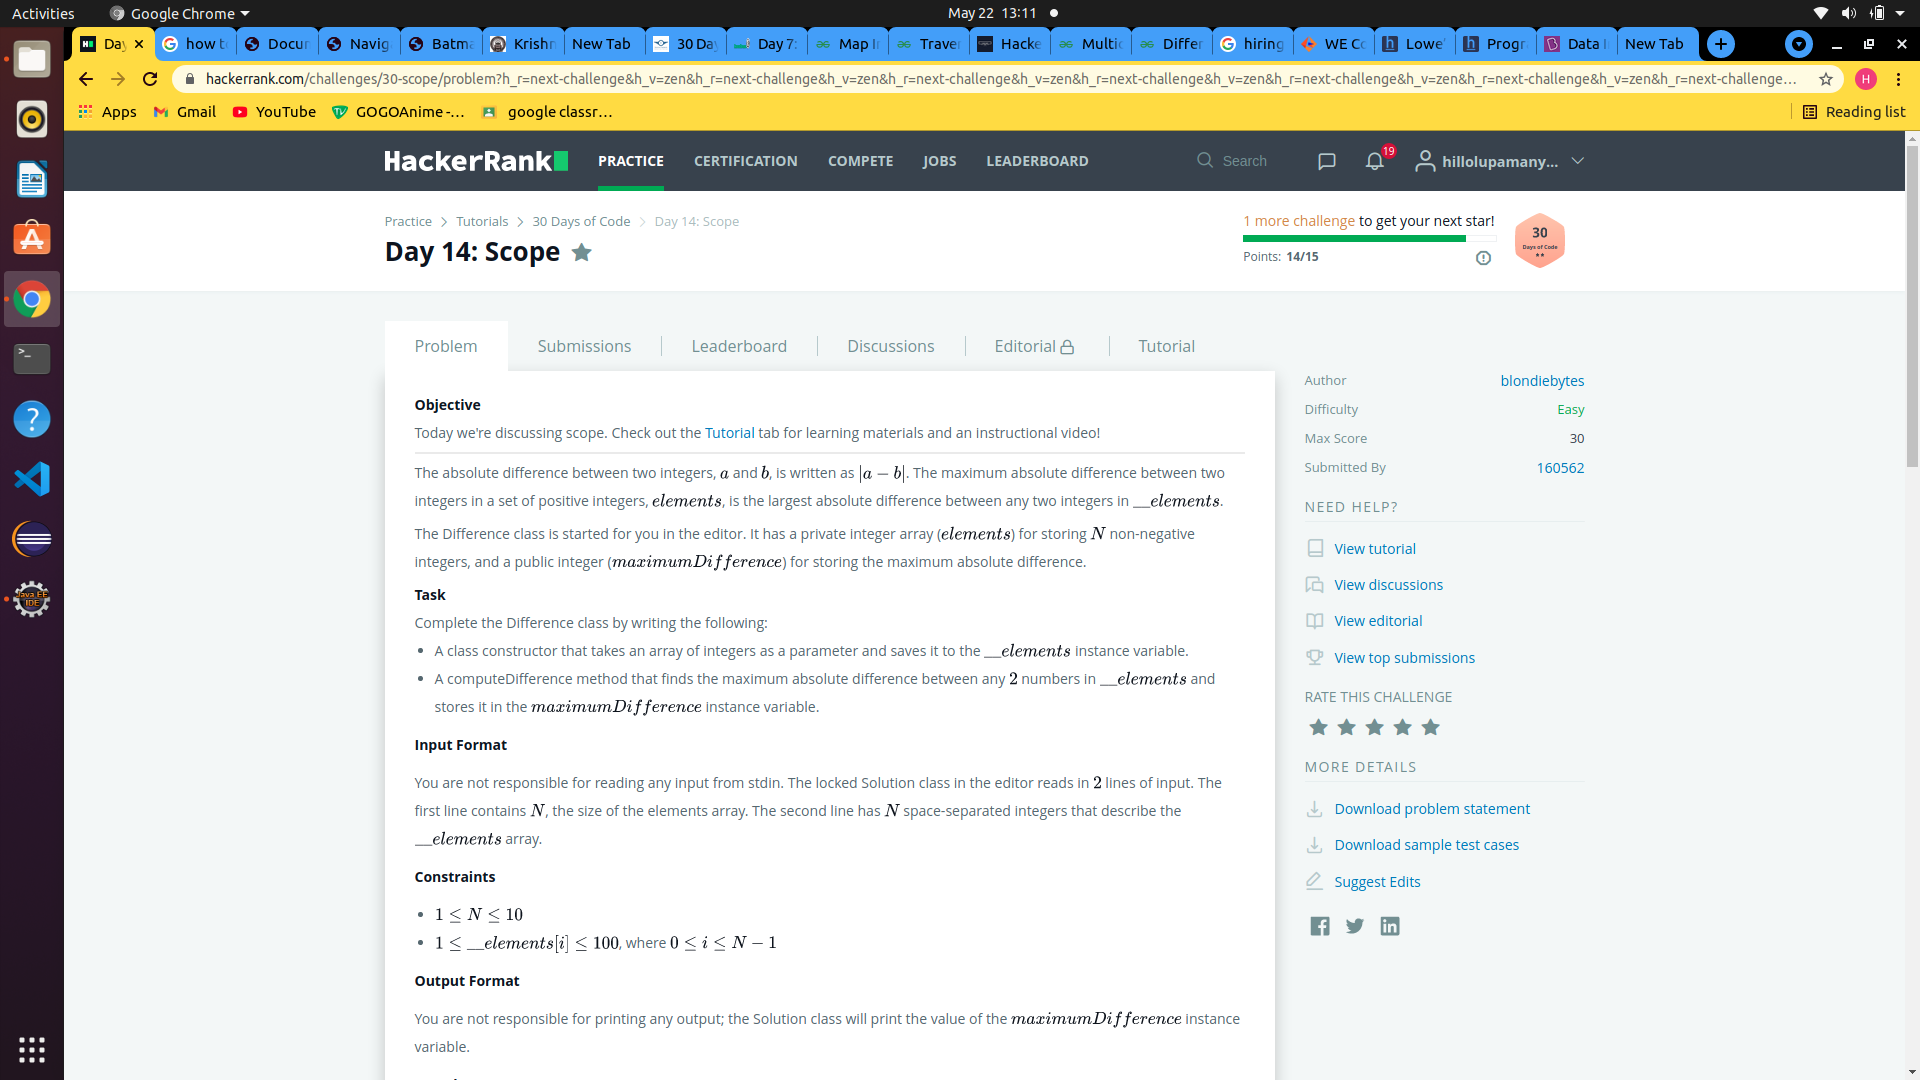 Activities
Google Chrome
May 22 13:11
Day
how t
Docum
Navig
Batma
Krishn
New Tab
30 Day
Day 7:
Map I
Traver
Hacke
Multi
Differ
hiring
WE Co
Lowe'
Progr
Data I
New Tab
hackerrank.com/challenges/30-scope/problem?h_r=next-challenge&h_v=zen&h_r=next-challenge&h_v=zen&h_r=next-challenge&h_v=zen&h_r=next-challenge&h_v=zen&h_r=next-challenge&h_v=zen&h_r=next-challenge&h_v=zen&h_r=next-challenge...
H
Apps
Gmail
YouTube
GOGOAnime -...
google classr...
Reading list
HackerRank
PRACTICE
CERTIFICATION
COMPETE
JOBS
LEADERBOARD
Search
19
hillolupamany...
Practice > Tutorials > 30 Days of Code > Day 14: Scope
Day 14: Scope
1 more challenge to get your next star!
Points: 14/15
30
Days of Code
Problem
Submissions
Leaderboard
Discussions
Editorial
Tutorial
Objective
Today we're discussing scope. Check out the Tutorial tab for learning materials and an instructional video!
The absolute difference between two integers, a and b, is written as |a − b|. The maximum absolute difference between two
integers in a set of positive integers, elements, is the largest absolute difference between any two integers in __elements.
The Difference class is started for you in the editor. It has a private integer array (elements) for storing N non-negative
integers, and a public integer (maximumDifference) for storing the maximum absolute difference.
Task
Complete the Difference class by writing the following:
• A class constructor that takes an array of integers as a parameter and saves it to the __elements instance variable.
• A computeDifference method that finds the maximum absolute difference between any 2 numbers in __elements and
stores it in the maximumDifference instance variable.
Input Format
You are not responsible for reading any input from stdin. The locked Solution class in the editor reads in 2 lines of input. The
first line contains N, the size of the elements array. The second line has N space-separated integers that describe the
__elements array.
Constraints
• 1 ≤ N ≤ 10
• 1 ≤ __elements[i] ≤ 100, where 0 ≤ i ≤ N − 1
Output Format
You are not responsible for printing any output; the Solution class will print the value of the maximumDifference instance
variable.
Author
blondiebytes
Difficulty
Easy
Max Score
30
Submitted By
160562
NEED HELP?
View tutorial
View discussions
View editorial
View top submissions
RATE THIS CHALLENGE
MORE DETAILS
Download problem statement
Download sample test cases
Suggest Edits